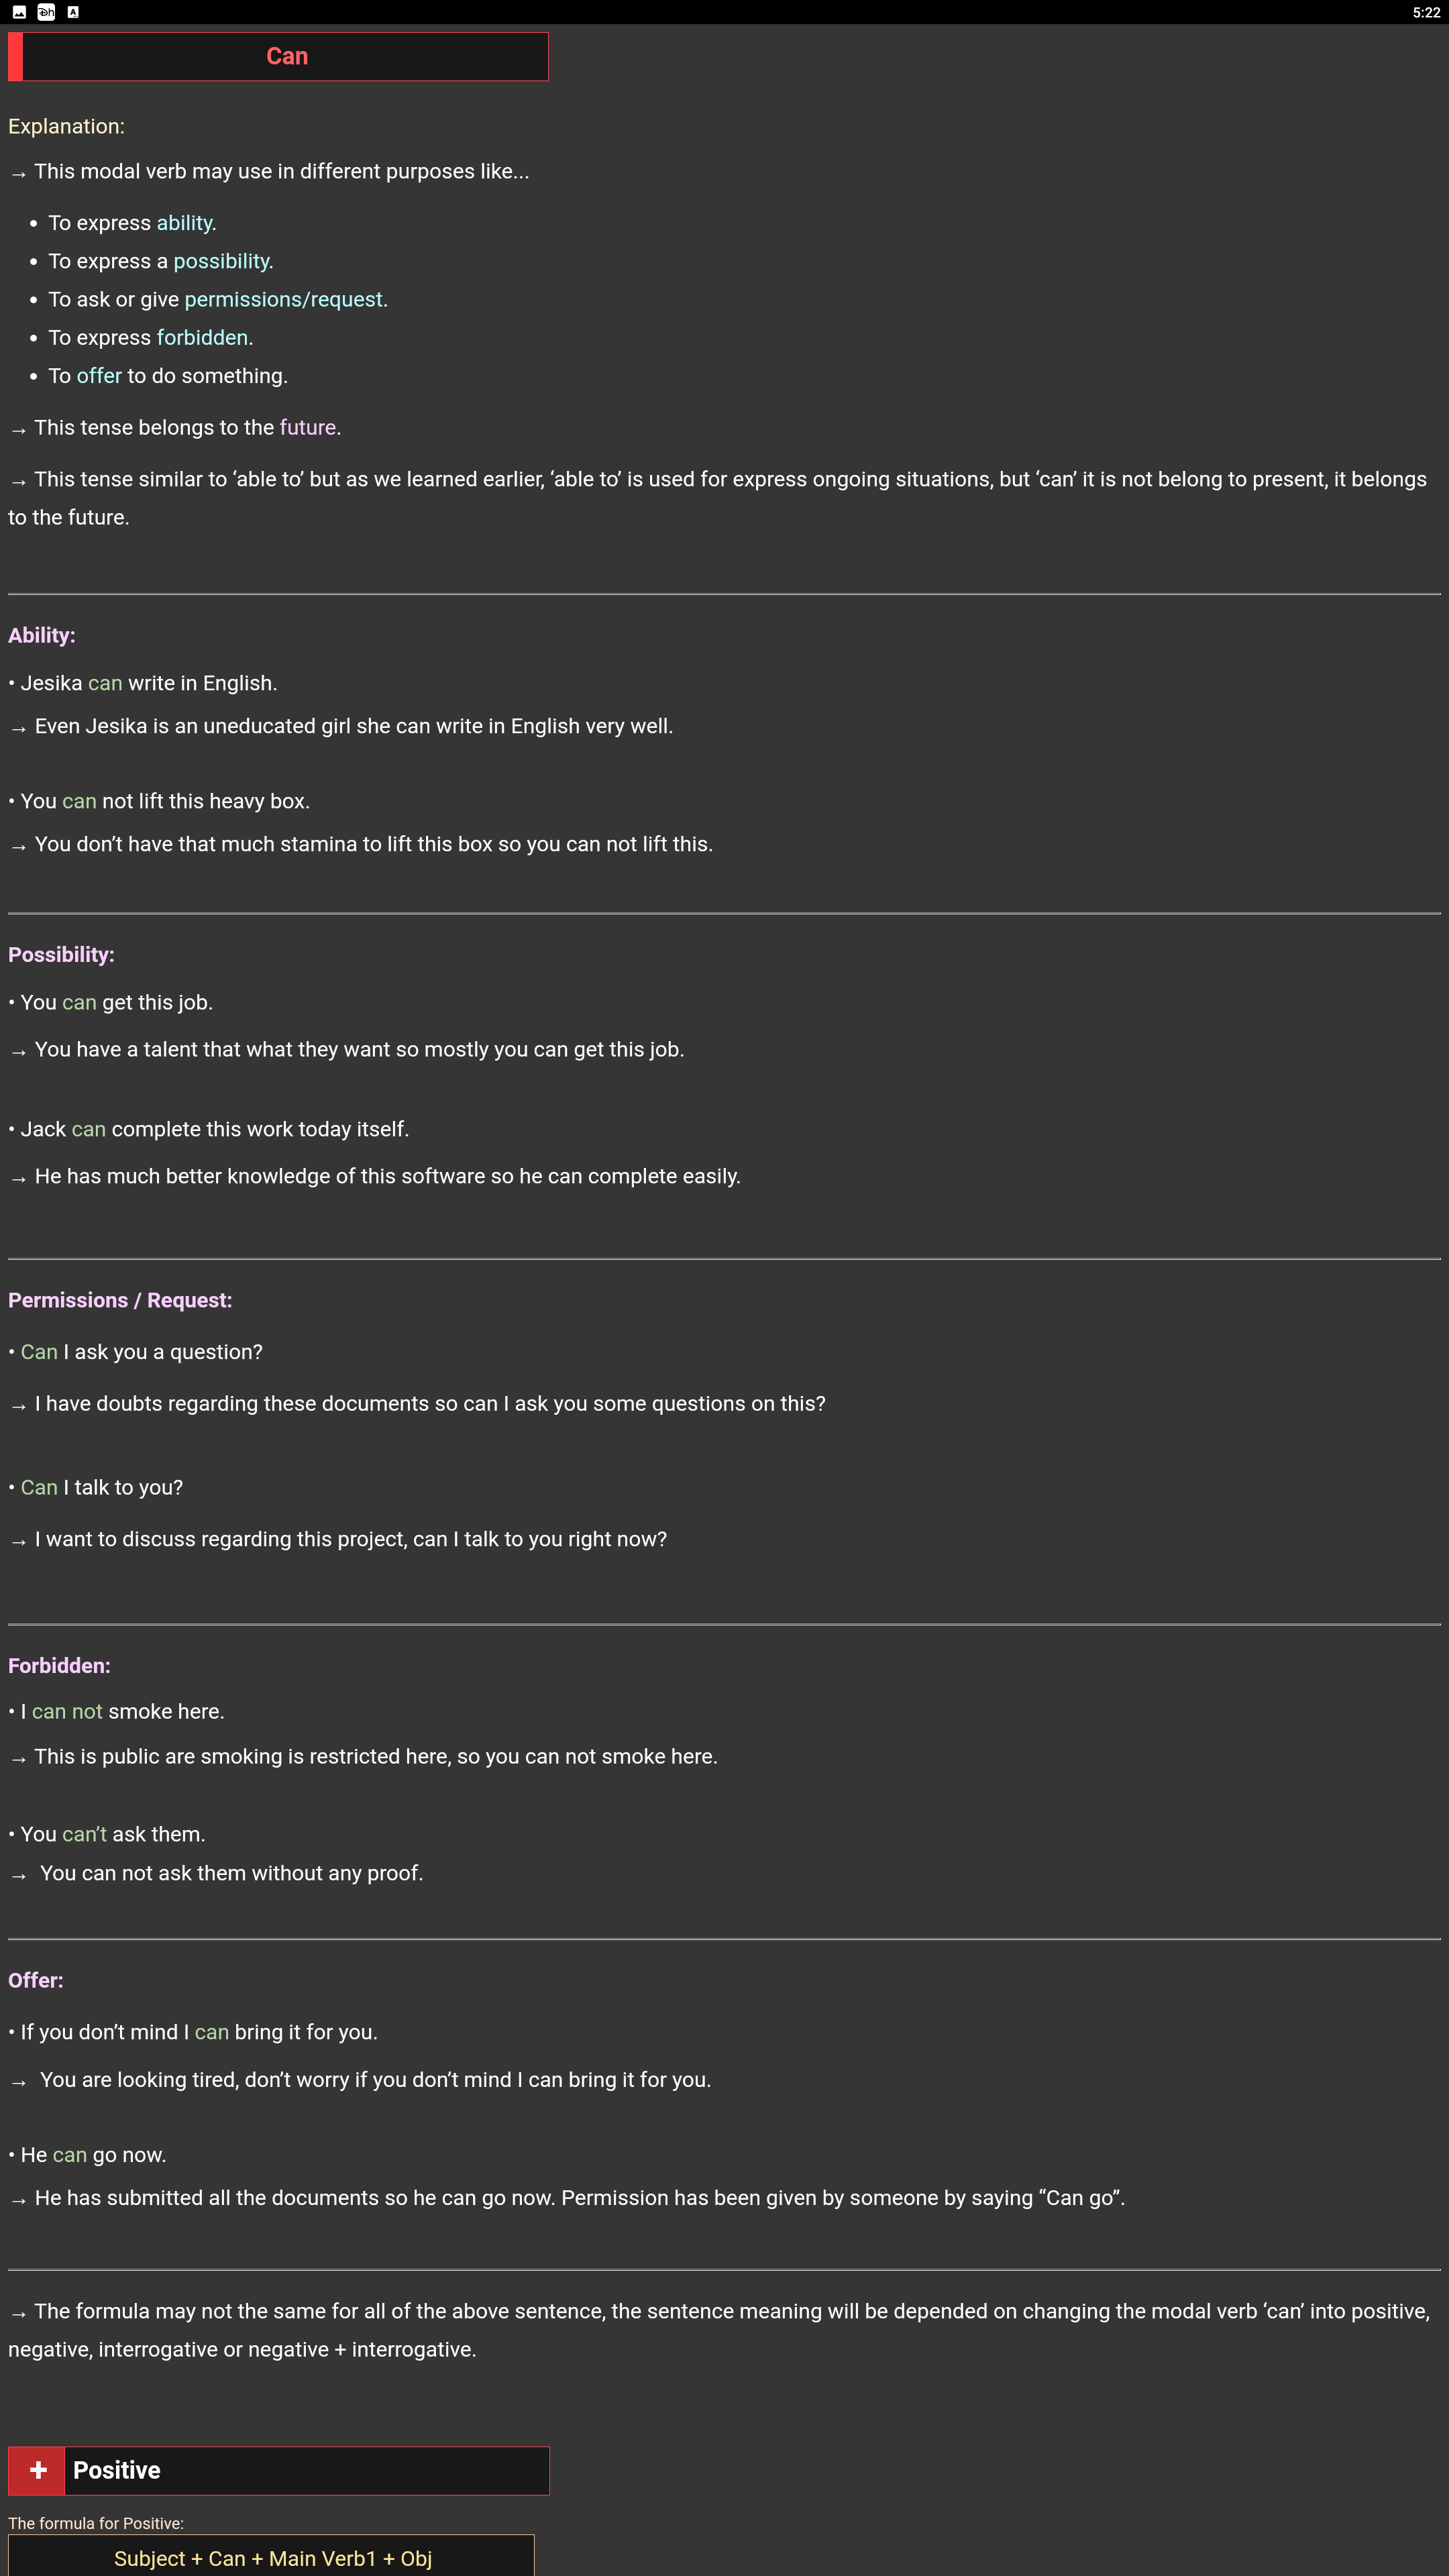 5:22
Can
Explanation:
→ This modal verb may use in different purposes like...
• To express ability.
• To express a possibility.
• To ask or give permissions/request.
• To express forbidden.
• To offer to do something.
→ This tense belongs to the future.
→ This tense similar to ‘able to’ but as we learned earlier, ‘able to’ is used for express ongoing situations, but ‘can’ it is not belong to present, it belongs
to the future.
Ability:
• Jesika can write in English.
→ Even Jesika is an uneducated girl she can write in English very well.
• You can not lift this heavy box.
→ You don’t have that much stamina to lift this box so you can not lift this.
Possibility:
• You can get this job.
→ You have a talent that what they want so mostly you can get this job.
• Jack can complete this work today itself.
→ He has much better knowledge of this software so he can complete easily.
Permissions / Request:
• Can I ask you a question?
→ I have doubts regarding these documents so can I ask you some questions on this?
• Can I talk to you?
→ I want to discuss regarding this project, can I talk to you right now?
Forbidden:
• I can not smoke here.
→ This is public are smoking is restricted here, so you can not smoke here.
• You can’t ask them.
→ You can not ask them without any proof.
Offer:
• If you don’t mind I can bring it for you.
→ You are looking tired, don’t worry if you don’t mind I can bring it for you.
• He can go now.
→ He has submitted all the documents so he can go now. Permission has been given by someone by saying “Can go”.
→ The formula may not the same for all of the above sentence, the sentence meaning will be depended on changing the modal verb ‘can’ into positive,
negative, interrogative or negative + interrogative.
+ Positive
The formula for Positive:
Subject + Can + Main Verb1 + Obj